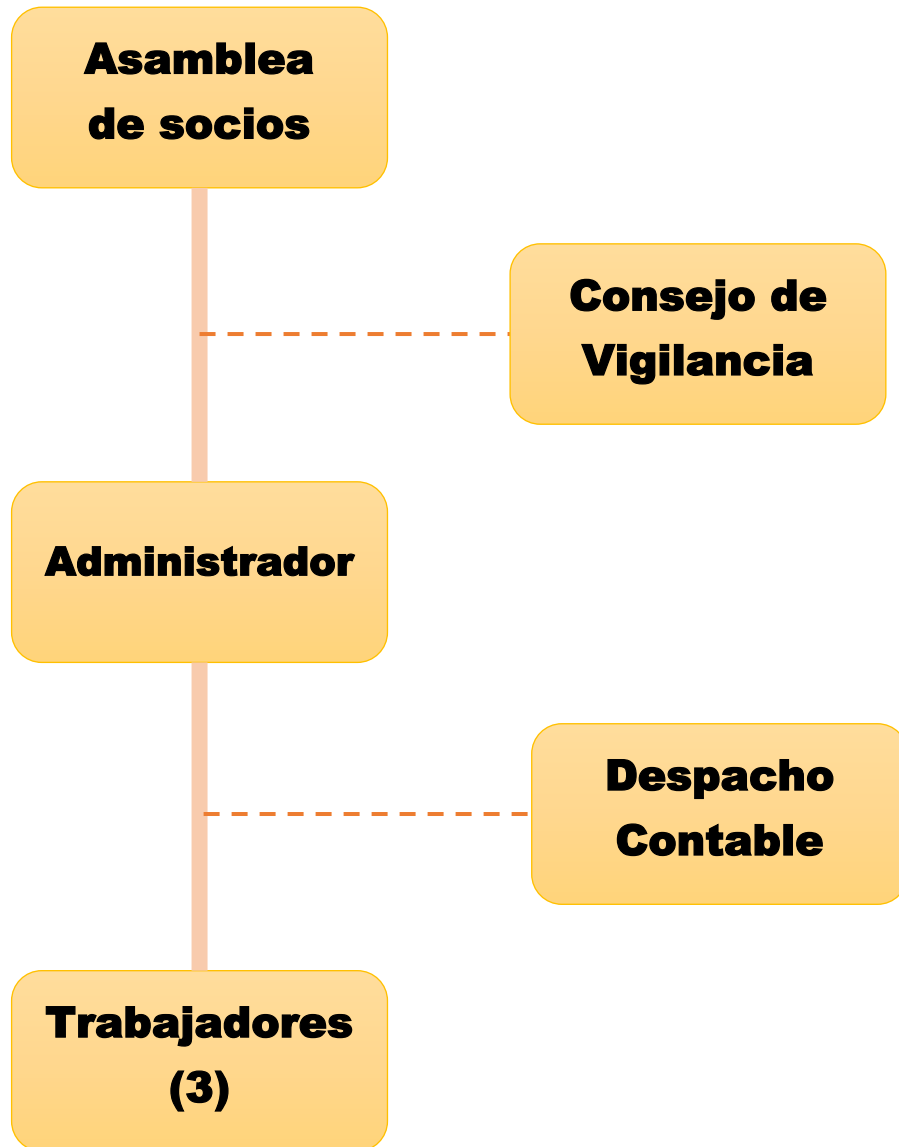 Asamblea
de socios
Consejo de
Vigilancia
Administrador
Despacho
Contable
Trabajadores
(3)